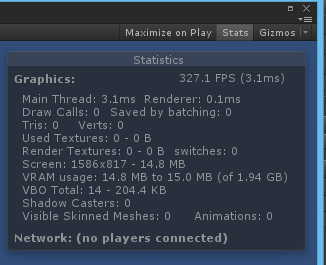 Maximize on Play Stats Gizmos
Statistics
Graphics: 327.1 FPS (3.1ms)
Main Thread: 3.1ms Renderer: 0.1ms
Draw Calls: 0 Saved by batching: 0
Tris: 0 Verts: 0
Used Textures: 0 - 0 B
Render Textures: 0 - 0 B switches: 0
Screen: 1586x817 - 14.8 MB
VRAM usage: 14.8 MB to 15.0 MB (of 1.94 GB)
VBO Total: 14 - 204.4 KB
Shadow Casters: 0
Visible Skinned Meshes: 0 Animations: 0
Network: (no players connected)